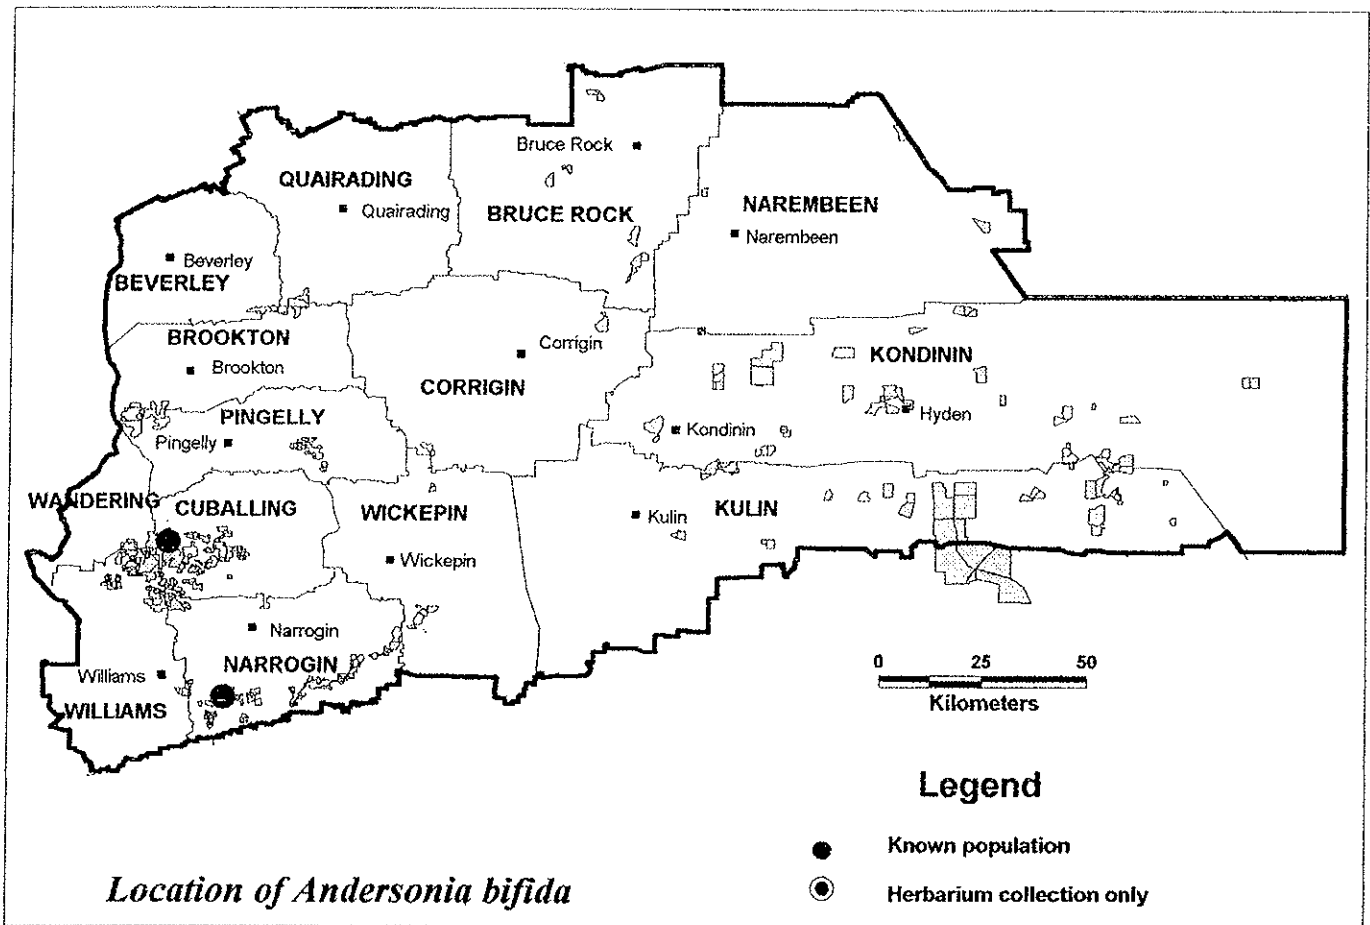 Bruce Rock
QUAIRADING
Quairading
BRUCE ROCK
NAREMBEEN
Narembeen
Beverley
BEVERLEY
BROOKTON
Brookton
Corrigin
CORRIGIN
KONDININ
Hyden
PINGELLY
Pingelly
Kondinin
WANDERING
CUBALLING
WICKEPIN
Kulin
KULIN
Wickepin
Narrogin
NARROGIN
Williams
WILLIAMS
0 25 50
Kilometers
Legend
Known population
Herbarium collection only
Location of Andersonia bifida